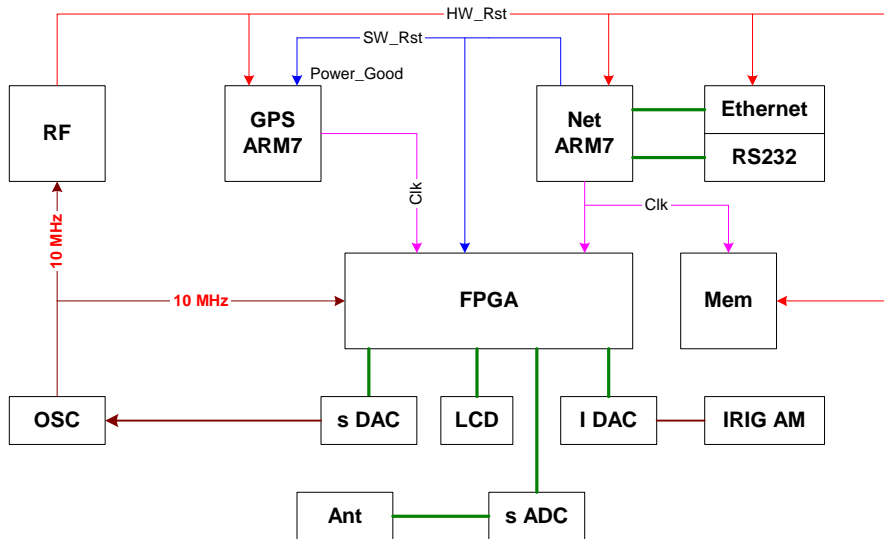 HW_Rst
SW_Rst
Power_Good
RF
GPS
ARM7
Net
ARM7
Ethernet
RS232
Clk
Clk
10 MHz
10 MHz
FPGA
Mem
OSC
s DAC
LCD
I DAC
IRIG AM
Ant
s ADC